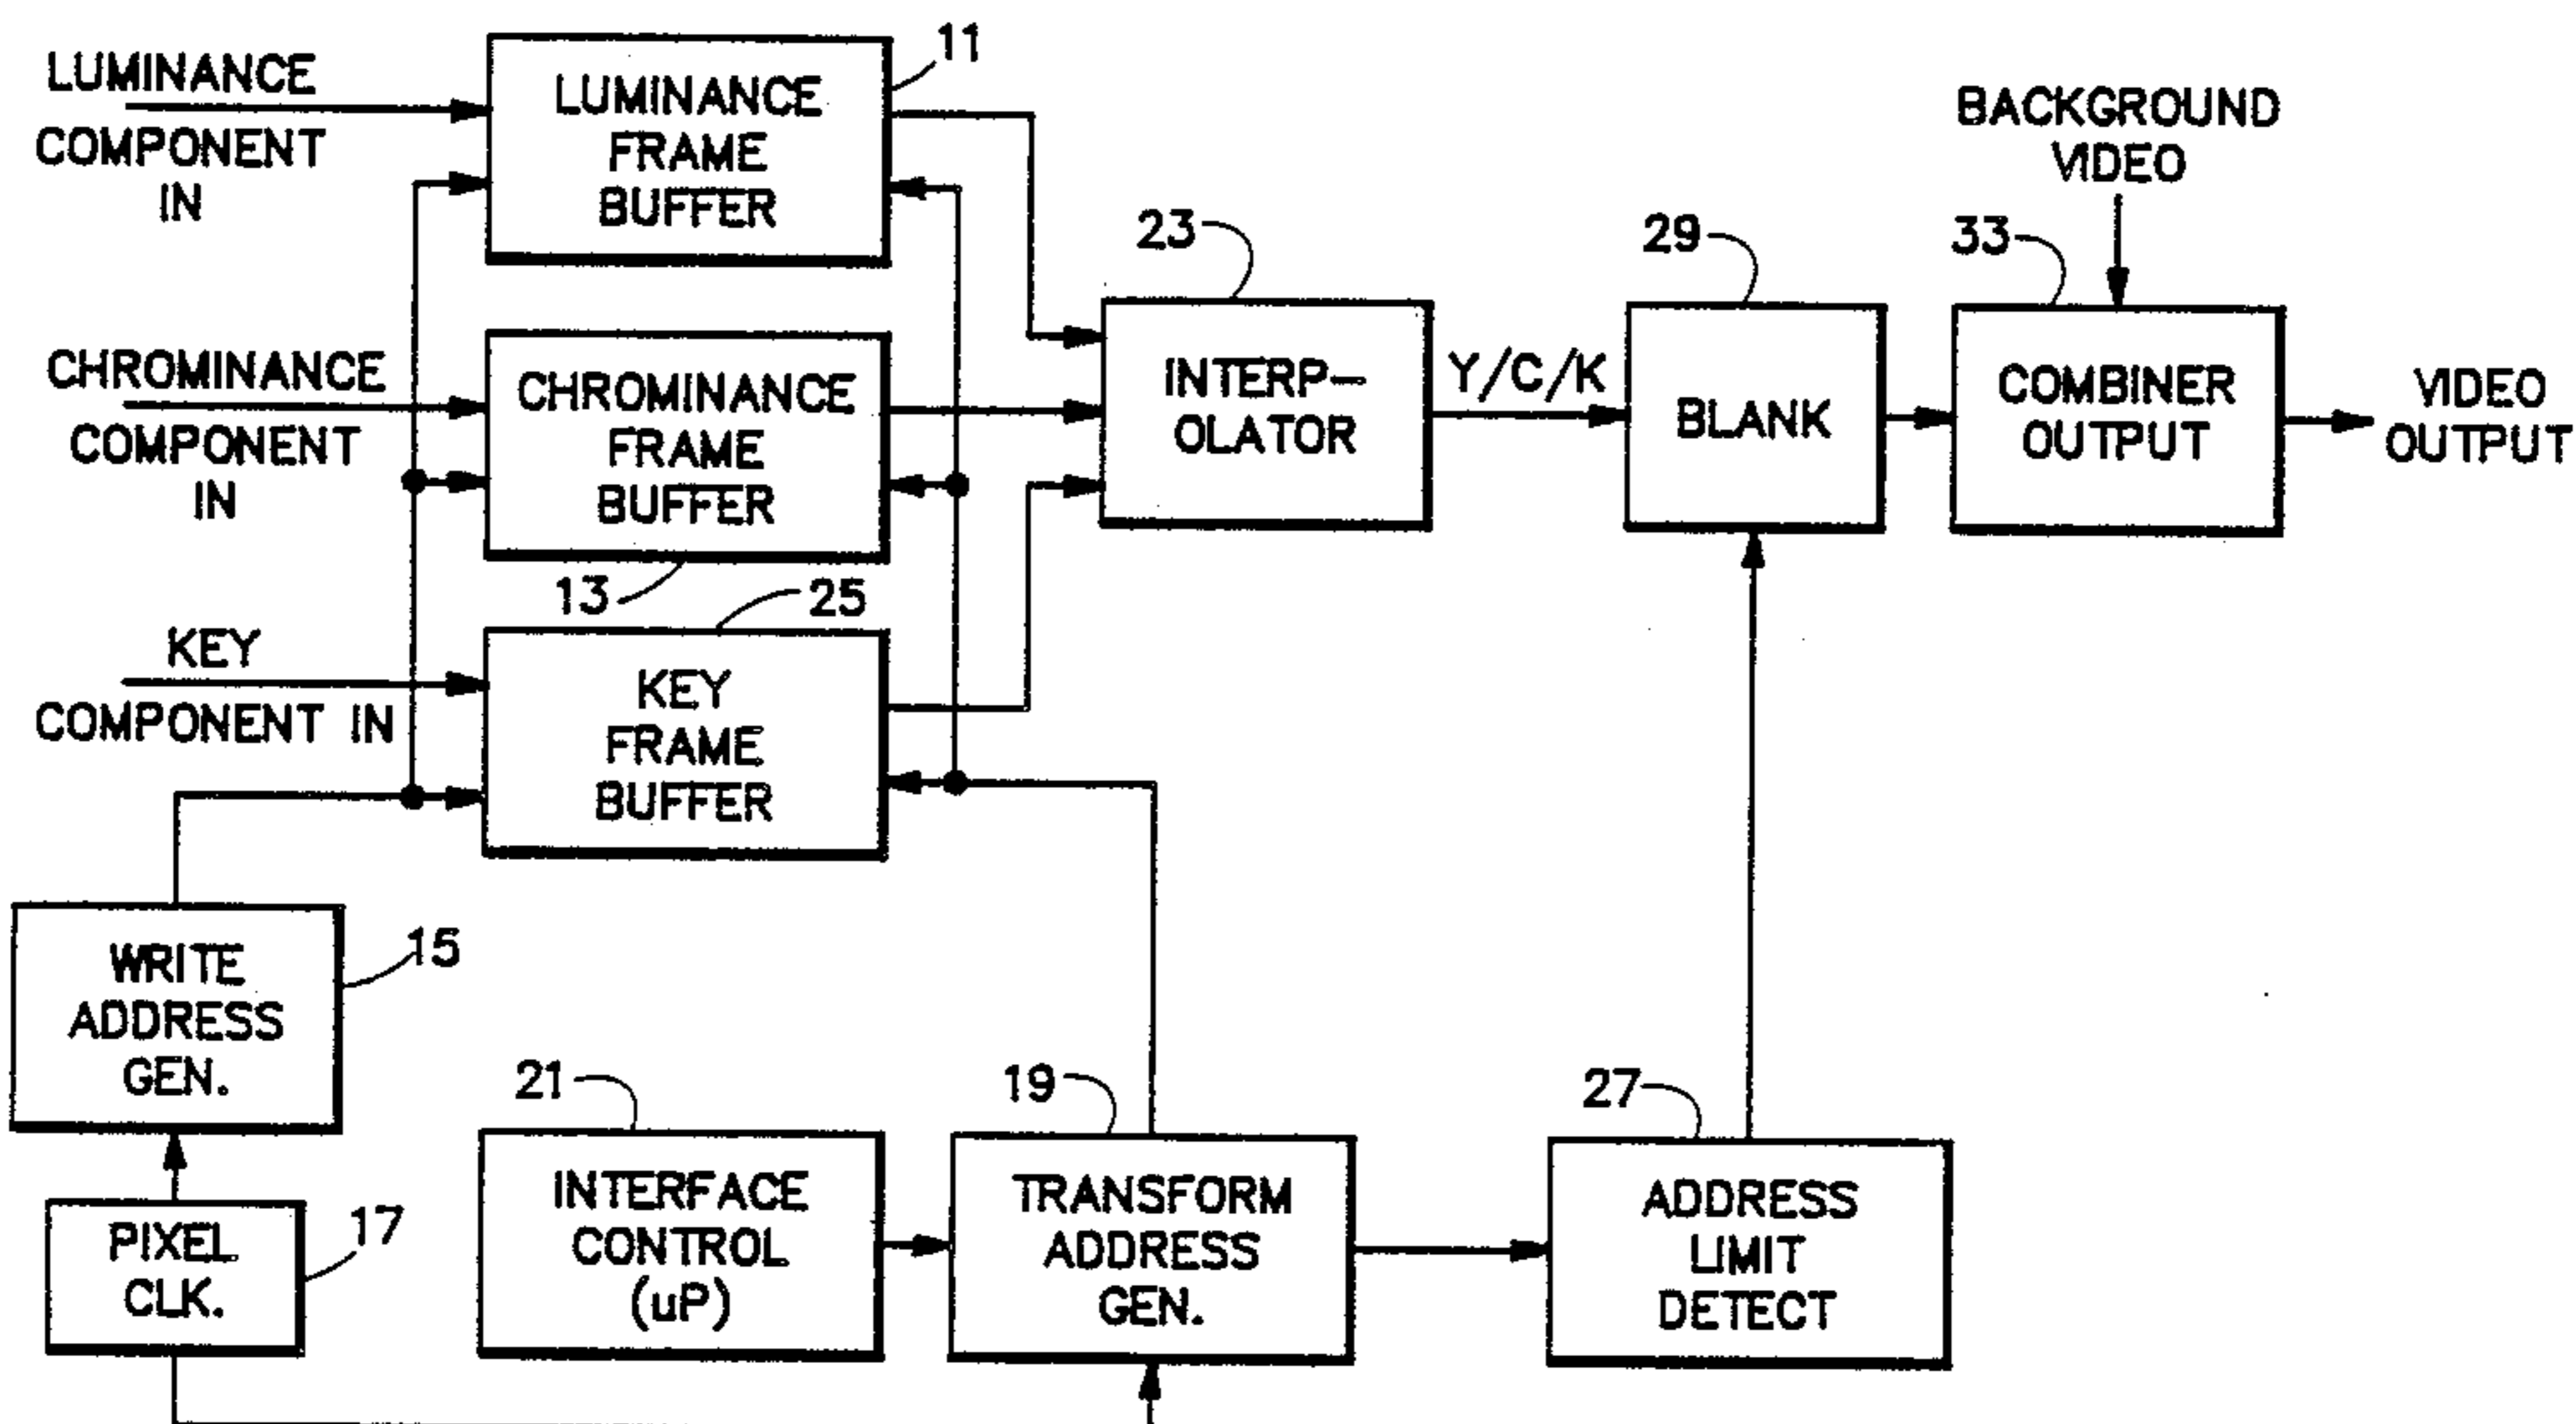 LUMINANCE
COMPONENT
IN
LUMINANCE
FRAME
BUFFER
11
CHROMINANCE
COMPONENT
IN
CHROMINANCE
FRAME
BUFFER
13
KEY
COMPONENT IN
25
KEY
FRAME
BUFFER
23
INTERP-
OLATOR
Y/C/K
29
BLANK
BACKGROUND
VIDEO
33
COMBINER
OUTPUT
VIDEO
OUTPUT
WRITE
ADDRESS
GEN.
15
PIXEL
CLK.
17
21
INTERFACE
CONTROL
(uP)
19
TRANSFORM
ADDRESS
GEN.
27
ADDRESS
LIMIT
DETECT